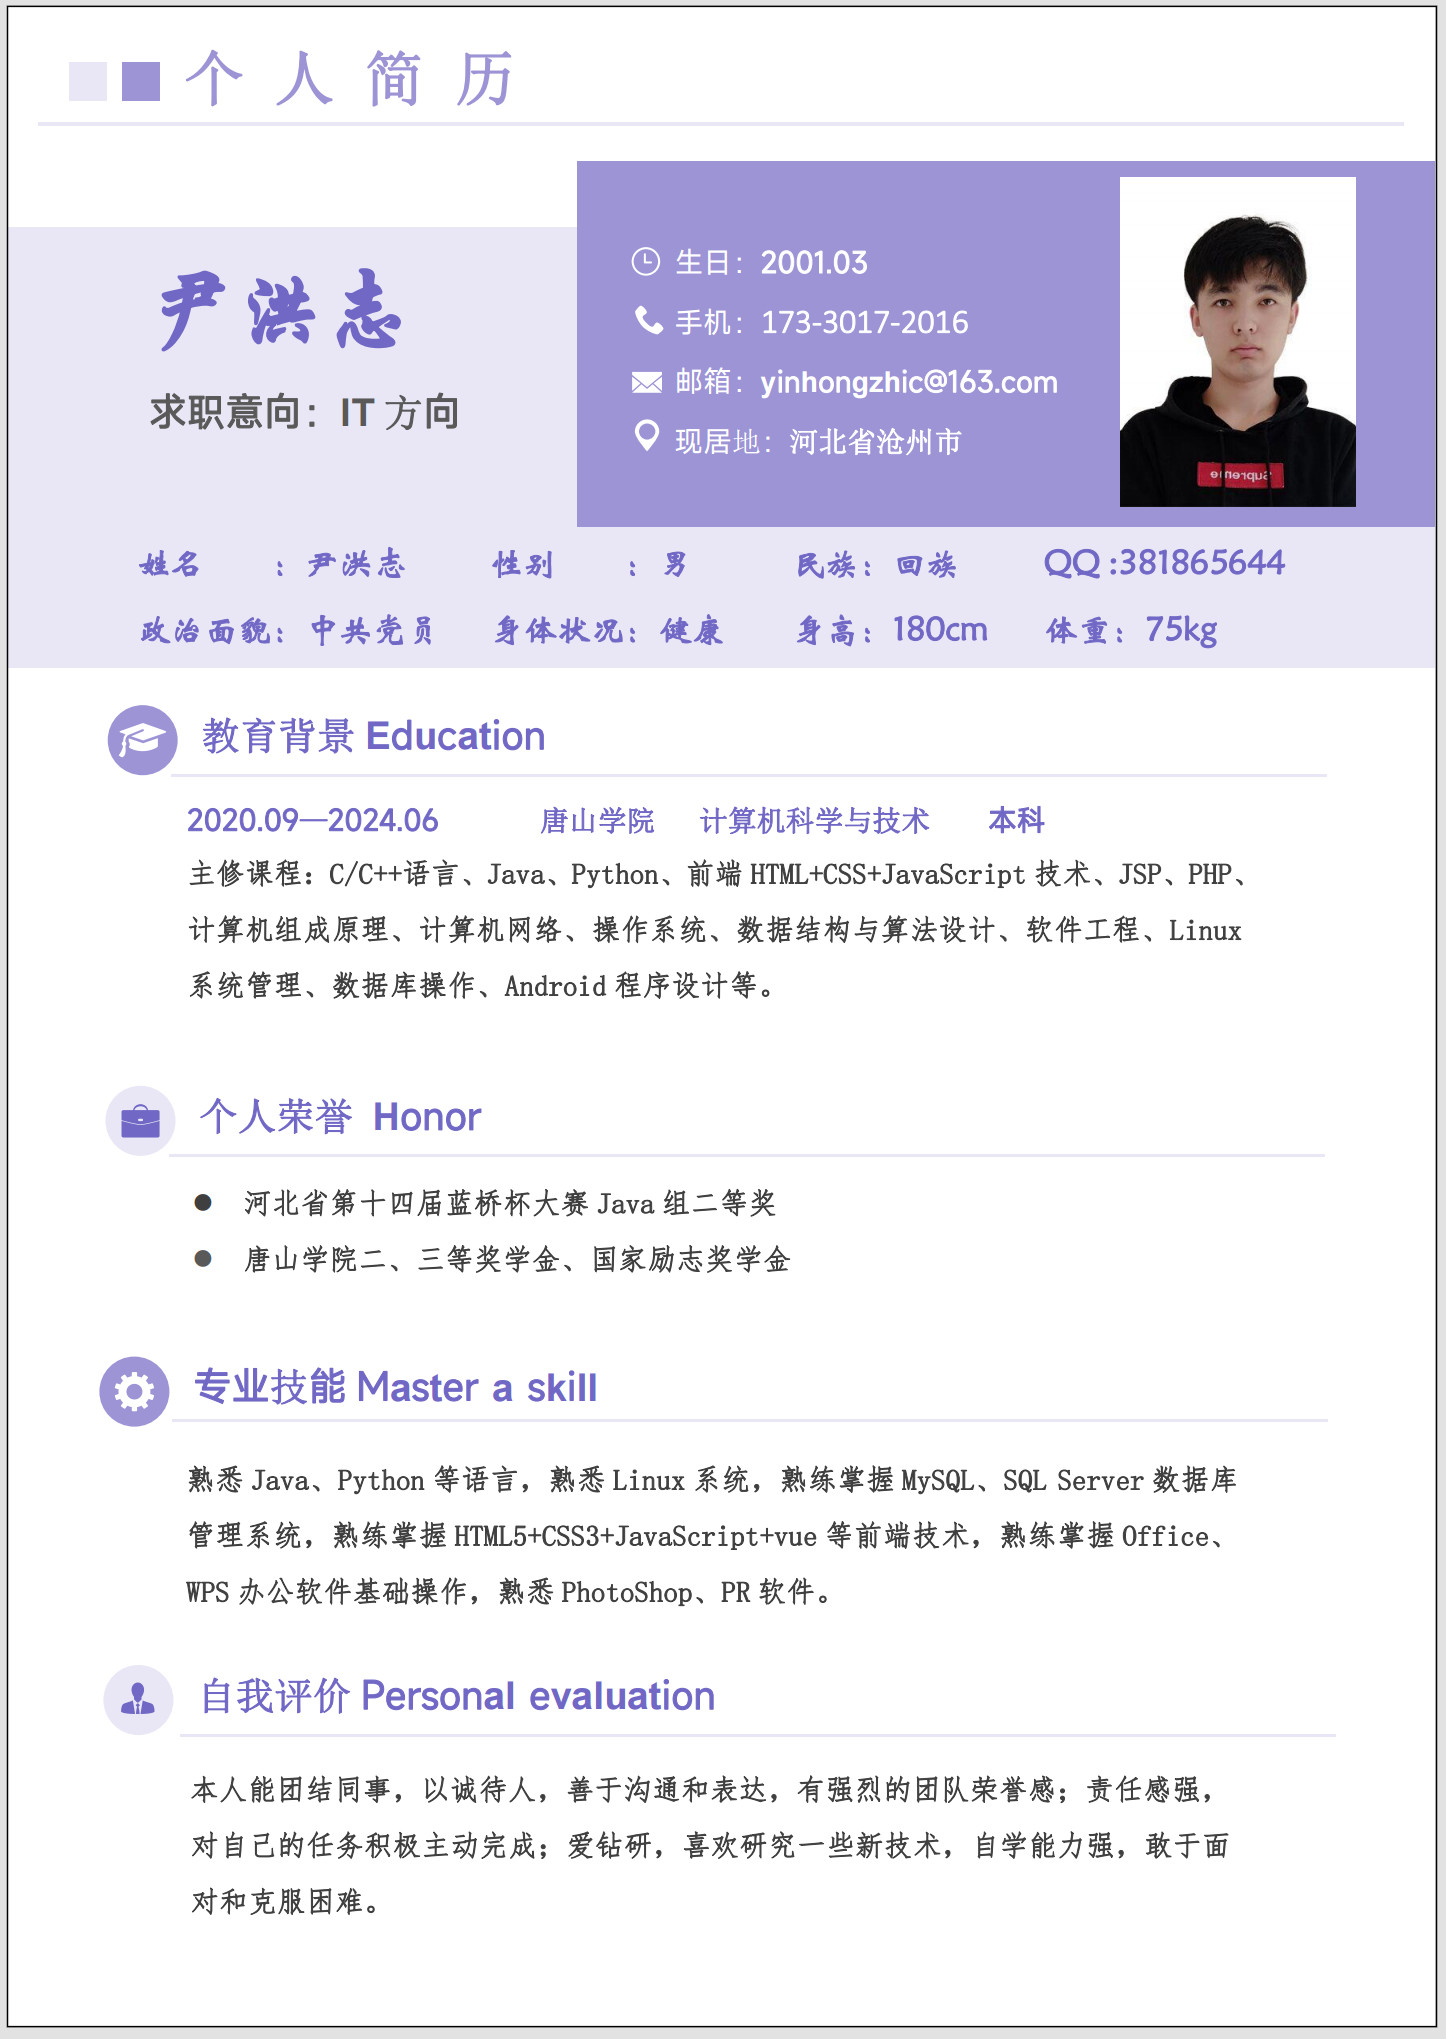 个人简历
尹洪志
求职意向：IT 方向
生日：2001.03
手机：173-3017-2016
邮箱：yinhongzhic@163.com
现居地：河北省沧州市
Supreme
姓名 ：尹洪志 性别 ：男 民族：回族 QQ :381865644
政治面貌：中共党员 身体状况：健康 身高：180cm 体重：75kg
教育背景 Education
2020.09—2024.06 唐山学院 计算机科学与技术 本科
主修课程：C/C++语言、Java、Python、前端 HTML+CSS+JavaScript 技术、JSP、PHP、
计算机组成原理、计算机网络、操作系统、数据结构与算法设计、软件工程、Linux
系统管理、数据库操作、Android 程序设计等。
个人荣誉 Honor
● 河北省第十四届蓝桥杯大赛 Java 组二等奖
● 唐山学院二、三等奖学金、国家励志奖学金
专业技能 Master a skill
熟悉 Java、Python 等语言，熟悉 Linux 系统，熟练掌握 MySQL、SQL Server 数据库
管理系统，熟练掌握 HTML5+CSS3+JavaScript+vue 等前端技术，熟练掌握 Office、
WPS 办公软件基础操作，熟悉 PhotoShop、PR 软件。
自我评价 Personal evaluation
本人能团结同事，以诚待人，善于沟通和表达，有强烈的团队荣誉感；责任感强，
对自己的任务积极主动完成；爱钻研，喜欢研究一些新技术，自学能力强，敢于面
对和克服困难。